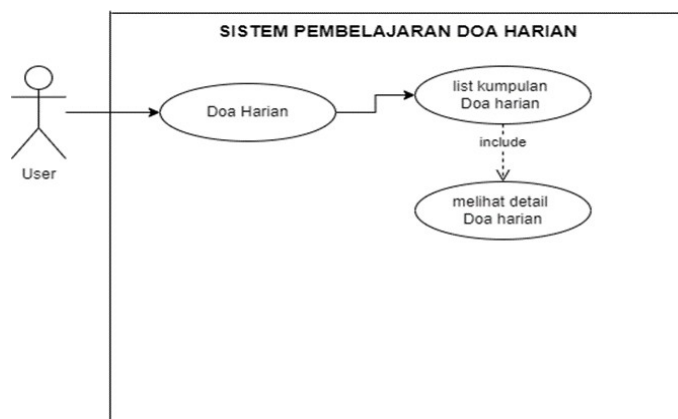 SISTEM PEMBELAJARAN DOA HARIAN
User
Doa Harian
list kumpulan
Doa harian
include
melihat detail
Doa harian